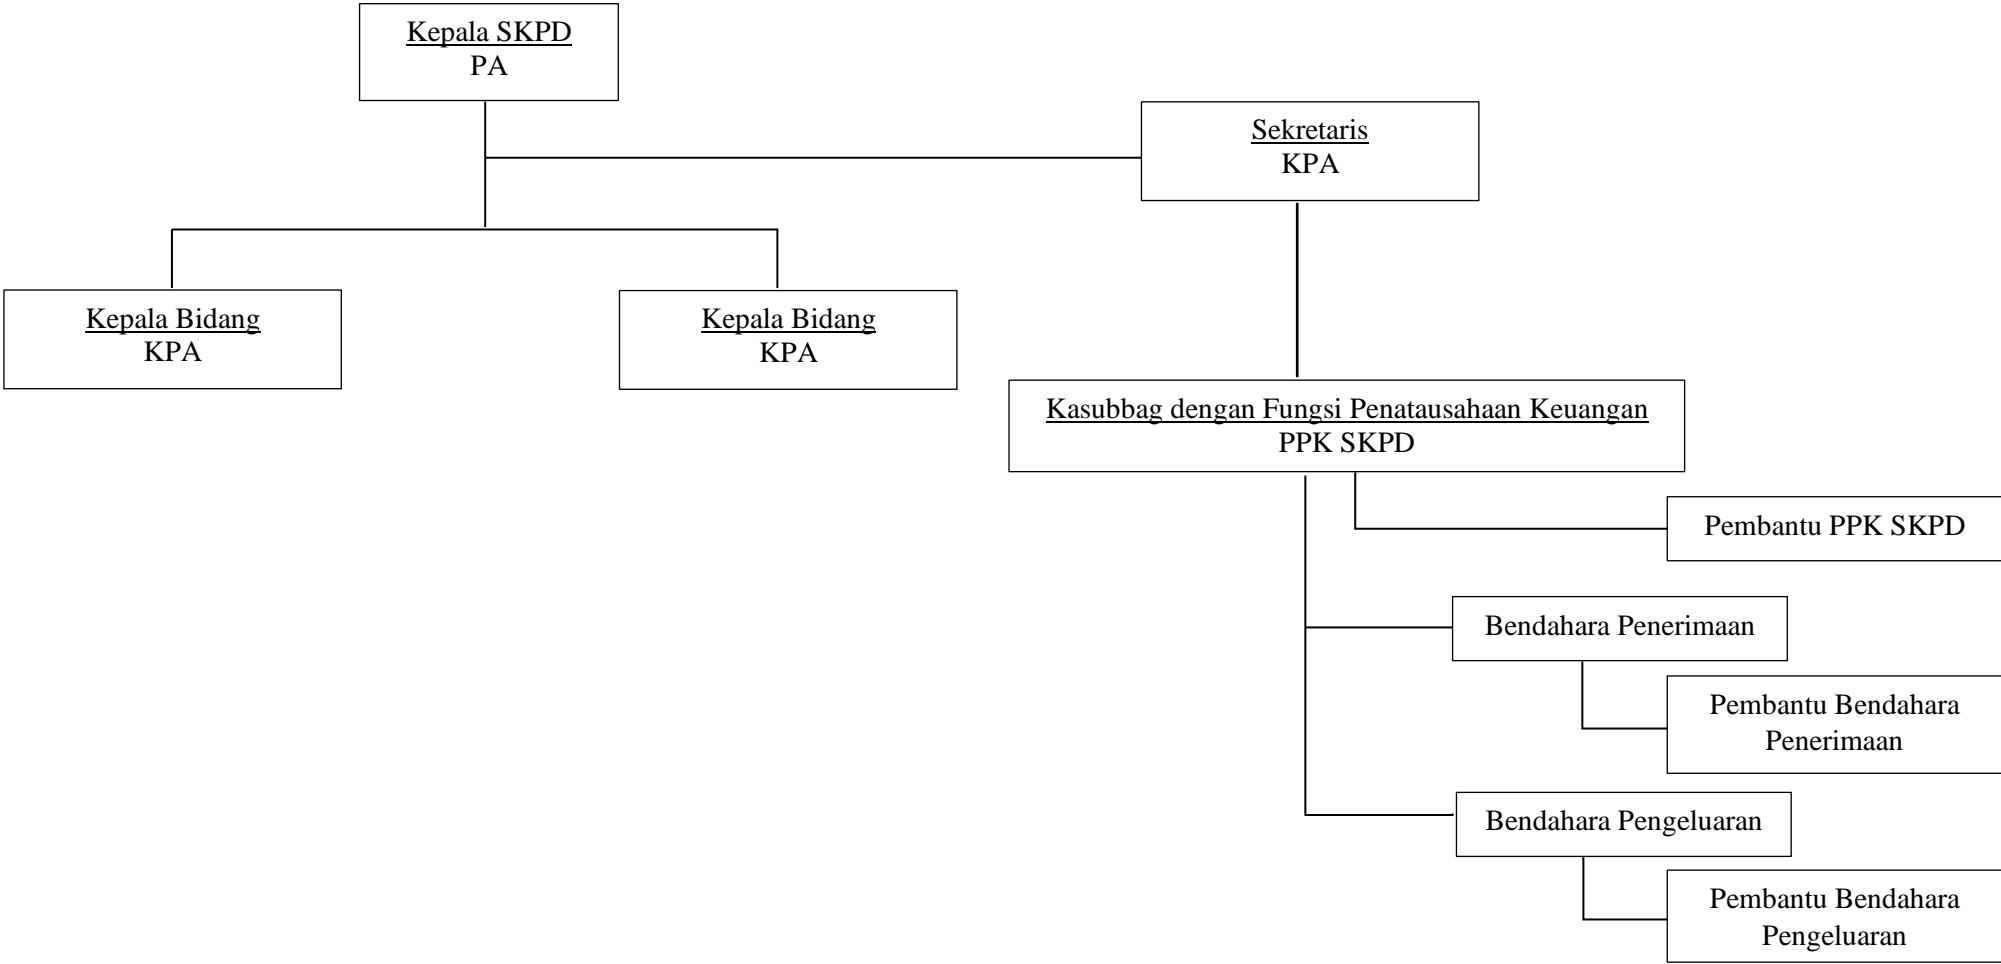 Kepala SKPD
PA
Sekretaris
KPA
Kepala Bidang
KPA
Kepala Bidang
KPA
Kasubbag dengan Fungsi Penatausahaan Keuangan
PPK SKPD
Pembantu PPK SKPD
Bendahara Penerimaan
Pembantu Bendahara
Penerimaan
Bendahara Pengeluaran
Pembantu Bendahara
Pengeluaran